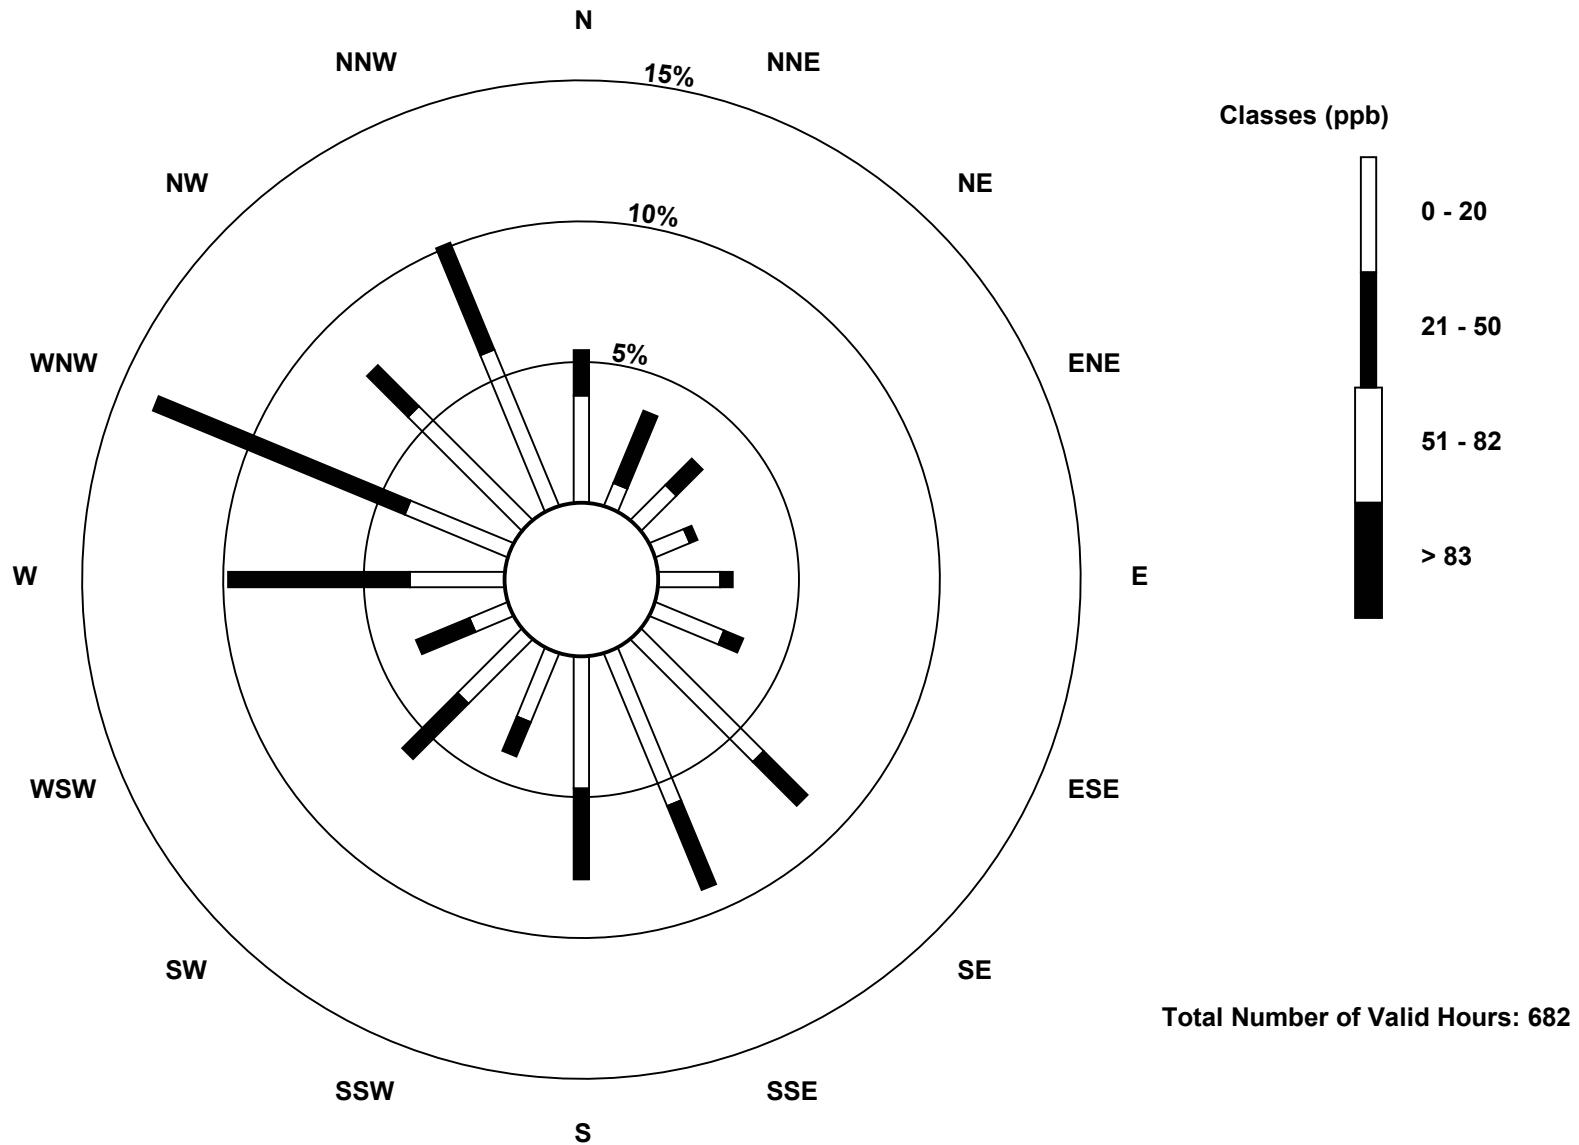 N
NNW
NNE
15%
Classes (ppb)
NW
NE
0 - 20
10%
21 - 50
5%
WNW
ENE
51 - 82
> 83
W
E
WSW
ESE
SW
SE
Total Number of Valid Hours: 682
SSW
SSE
S